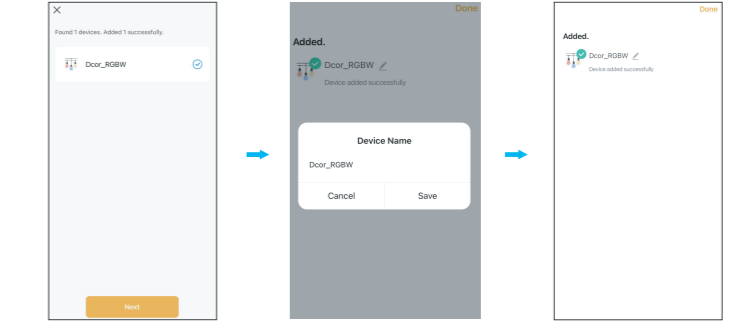 Found 1 devices. Added 1 successfully.
Dcor_RGBW
Next
Done
Added.
Dcor_RGBW
Device added successfully
Device Name
Dcor_RGBW
Cancel
Save
Done
Added.
Dcor_RGBW
Device added successfully